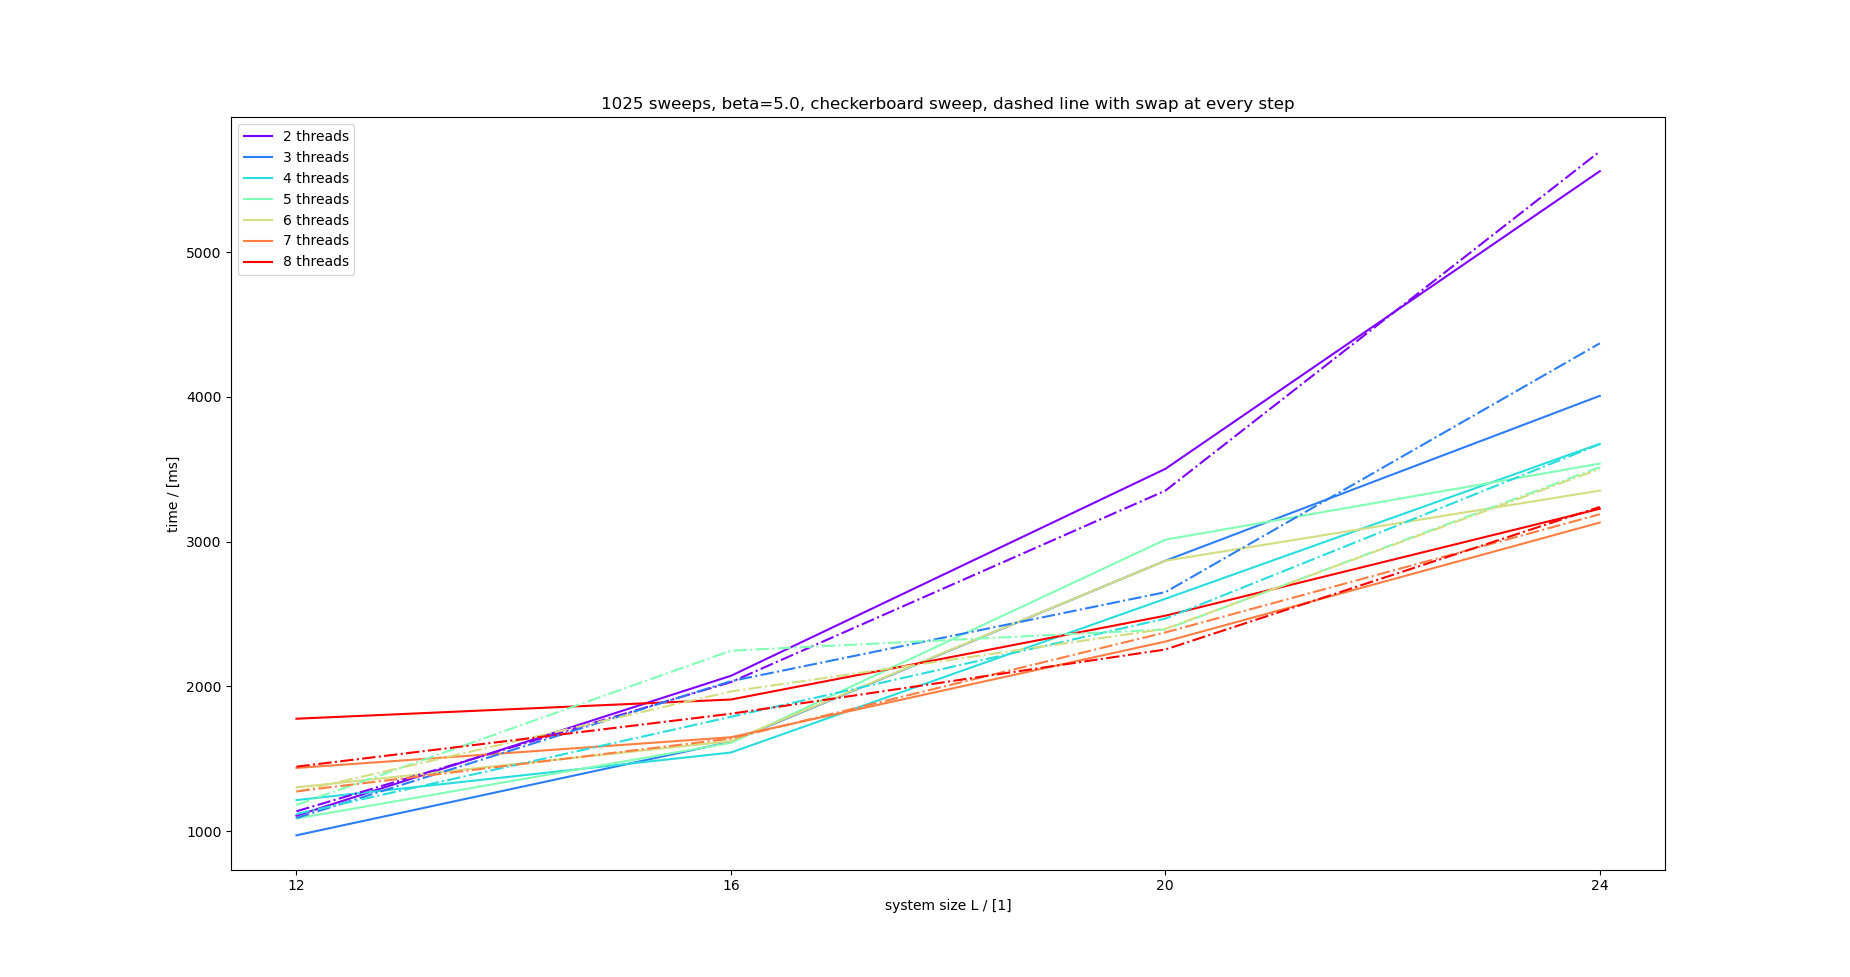 1025 sweeps, beta=5.0, checkerboard sweep, dashed line with swap at every step
2 threads
3 threads
4 threads
5 threads
6 threads
7 threads
8 threads
5000
4000
3000
2000
1000
time / [ms]
12 16 20 24
system size L / [1]